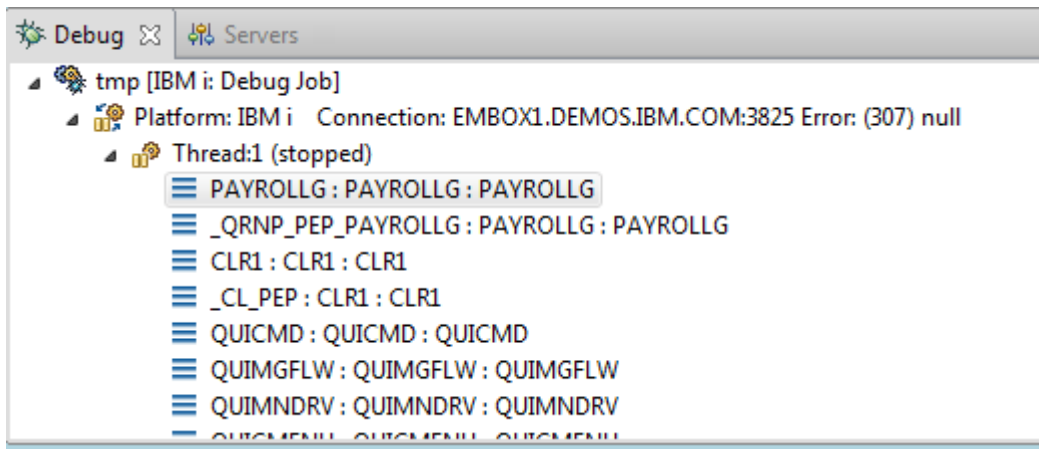 Debug Servers
tmp [IBM i: Debug Job]
Platform: IBM i Connection: EMBOX1.DEMOS.IBM.COM:3825 Error: (307) null
Thread:1 (stopped)
PAYROLLG : PAYROLLG : PAYROLLG
_QRNP_PEP_PAYROLLG : PAYROLLG : PAYROLLG
CLR1 : CLR1 : CLR1
_CL_PEP : CLR1 : CLR1
QUICMD : QUICMD : QUICMD
QUIMGFLW : QUIMGFLW : QUIMGFLW
QUIMNDRV : QUIMNDRV : QUIMNDRV